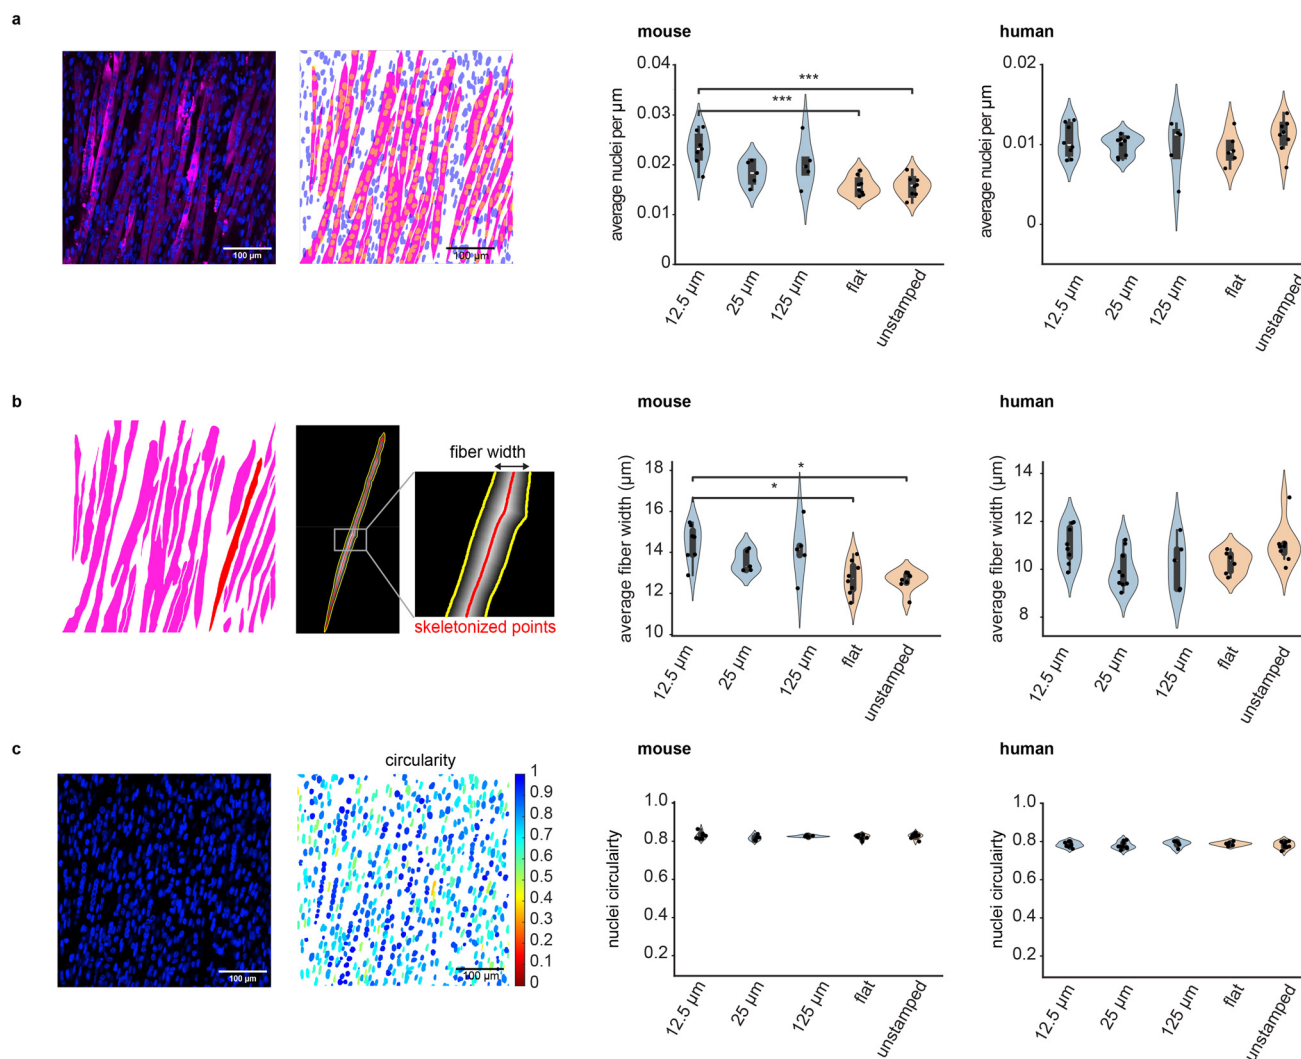 a
mouse
human
100 µm
100 µm
average nuclei per µm
0.04
0.03
0.02
0.01
0
***
***
12.5 µm
25 µm
125 µm
flat
unstamped
average nuclei per µm
0.02
0.01
0
12.5 µm
25 µm
125 µm
flat
unstamped
b
mouse
human
fiber width
skeletonized points
average fiber width (µm)
18
16
14
12
10
*
*
12.5 µm
25 µm
125 µm
flat
unstamped
average fiber width (µm)
14
12
10
8
12.5 µm
25 µm
125 µm
flat
unstamped
c
mouse
human
100 µm
circularity
100 µm
1
0.9
0.8
0.7
0.6
0.5
0.4
0.3
0.2
0.1
0
nuclei circulairty
1.0
0.8
0.6
0.4
0.2
12.5 µm
25 µm
125 µm
flat
unstamped
nuclei circulairty
1.0
0.8
0.6
0.4
0.2
12.5 µm
25 µm
125 µm
flat
unstamped